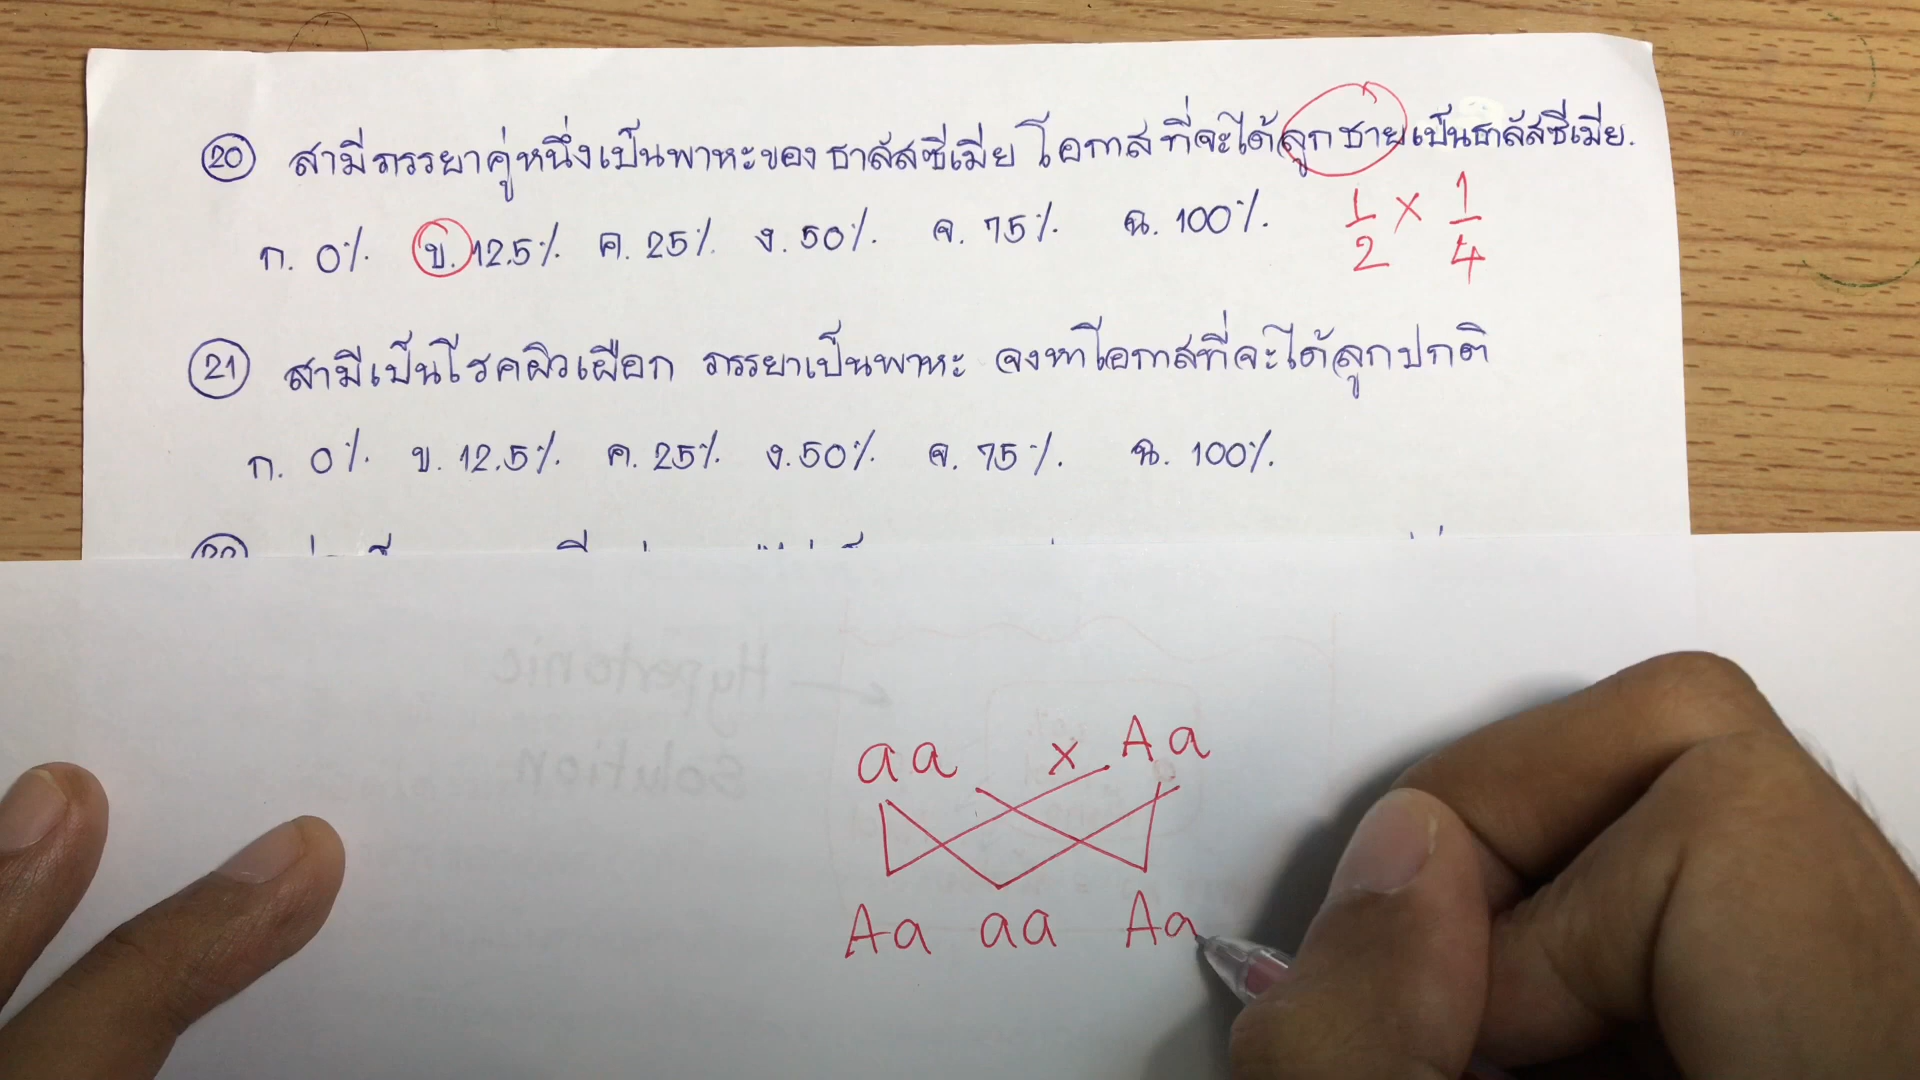 20 สามีภรรยาคู่หนึ่งเป็นพาหะของธาลัสซีเมีย โอกาสที่จะได้ลูกชายเป็นธาลัสซีเมีย.
ก. 0% ข. 12.5% ค. 25% ง. 50% จ. 75% ฉ. 100%. 1/2 × 1/4
21 สามีเป็นโรคผิวเผือก ภรรยาเป็นพาหะ จงหาโอกาสที่จะได้ลูกปกติ
ก. 0% ข. 12.5% ค. 25% ง. 50% จ. 75% ฉ. 100%.
Hypertonic
solution
aa × Aa
Aa aa Aa